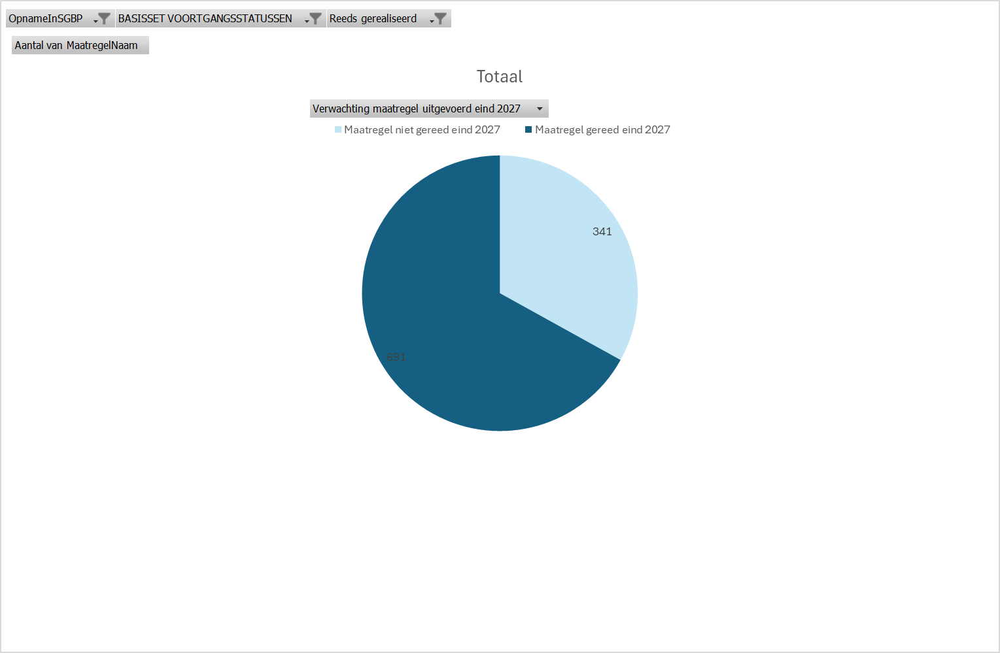 OpnameInSGBP BASISSET VOORTGANGSSTATUSSEN Reeds gerealiseerd
Aantal van MaatregelNaam
Totaal
Verwachting maatregel uitgevoerd eind 2027
Maatregel niet gereed eind 2027 Maatregel gereed eind 2027
341
691